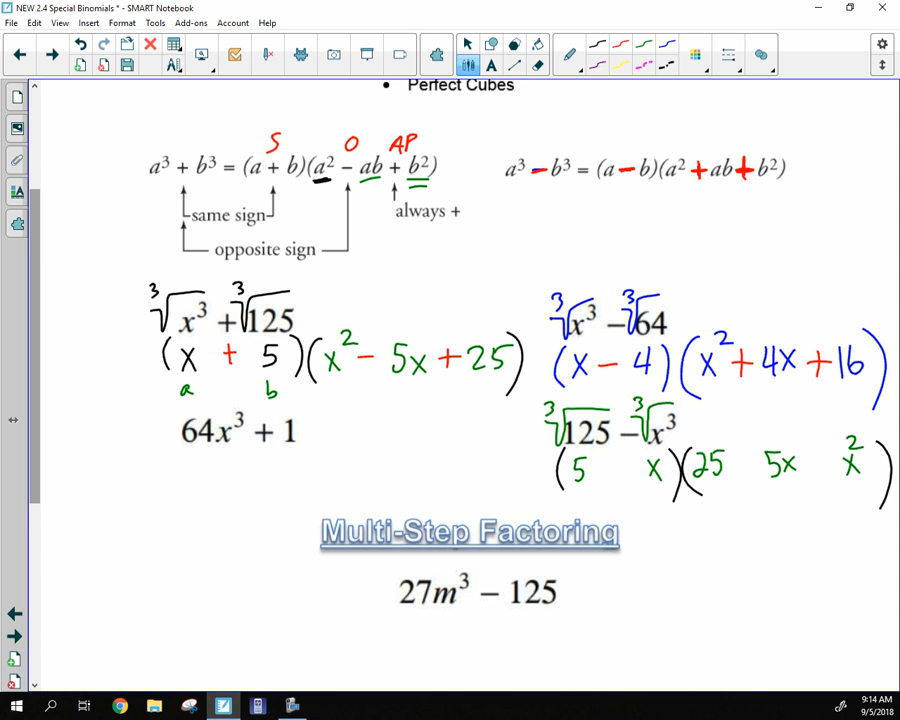 NEW 2.4 Special Binomials * - SMART Notebook
File Edit View Insert Format Tools Add-ons Account Help
• Perfect Cubes
S O AP
a³ + b³ = (a + b)(a² − ab + b²)
same sign
always +
opposite sign
a³ − b³ = (a − b)(a² + ab + b²)
∛x³ + ∛125
(x + 5)(x² − 5x + 25)
a b
∛x³ − ∛64
(x − 4)(x² + 4x + 16)
64x³ + 1
∛125 − ∛x³
(5 x)(25 5x x²)
Multi-Step Factoring
27m³ − 125
9:14 AM
9/5/2018